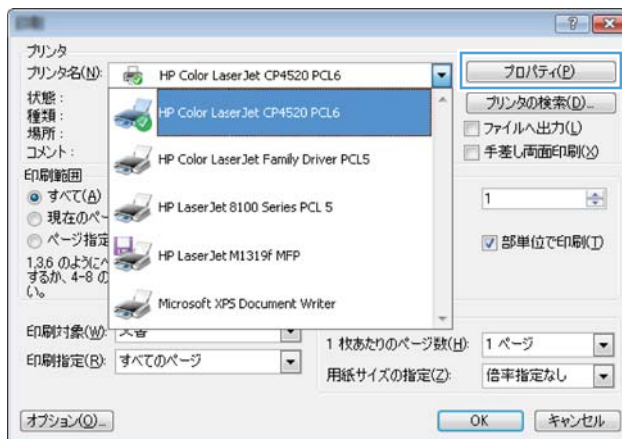 プリンタ
プリンタ名(N): HP Color LaserJet CP4520 PCL6 プロパティ(P)
状態 :
種類 :
場所 :
コメント :
HP Color LaserJet CP4520 PCL6
HP Color LaserJet Family Driver PCL5
HP LaserJet 8100 Series PCL 5
HP LaserJet M1319f MFP
Microsoft XPS Document Writer
プリンタの検索(D)...
ファイルへ出力(L)
手差し両面印刷(X)
印刷範囲
すべて(A)
現在のペー
ページ指定
1,3,6 のように
するか、4-8 の
い。
1
部単位で印刷(T)
印刷対象(W):
印刷指定(R): すべてのページ
1 枚あたりのページ数(H): 1 ページ
用紙サイズの指定(Z): 倍率指定なし
オプション(O)... OK キャンセル